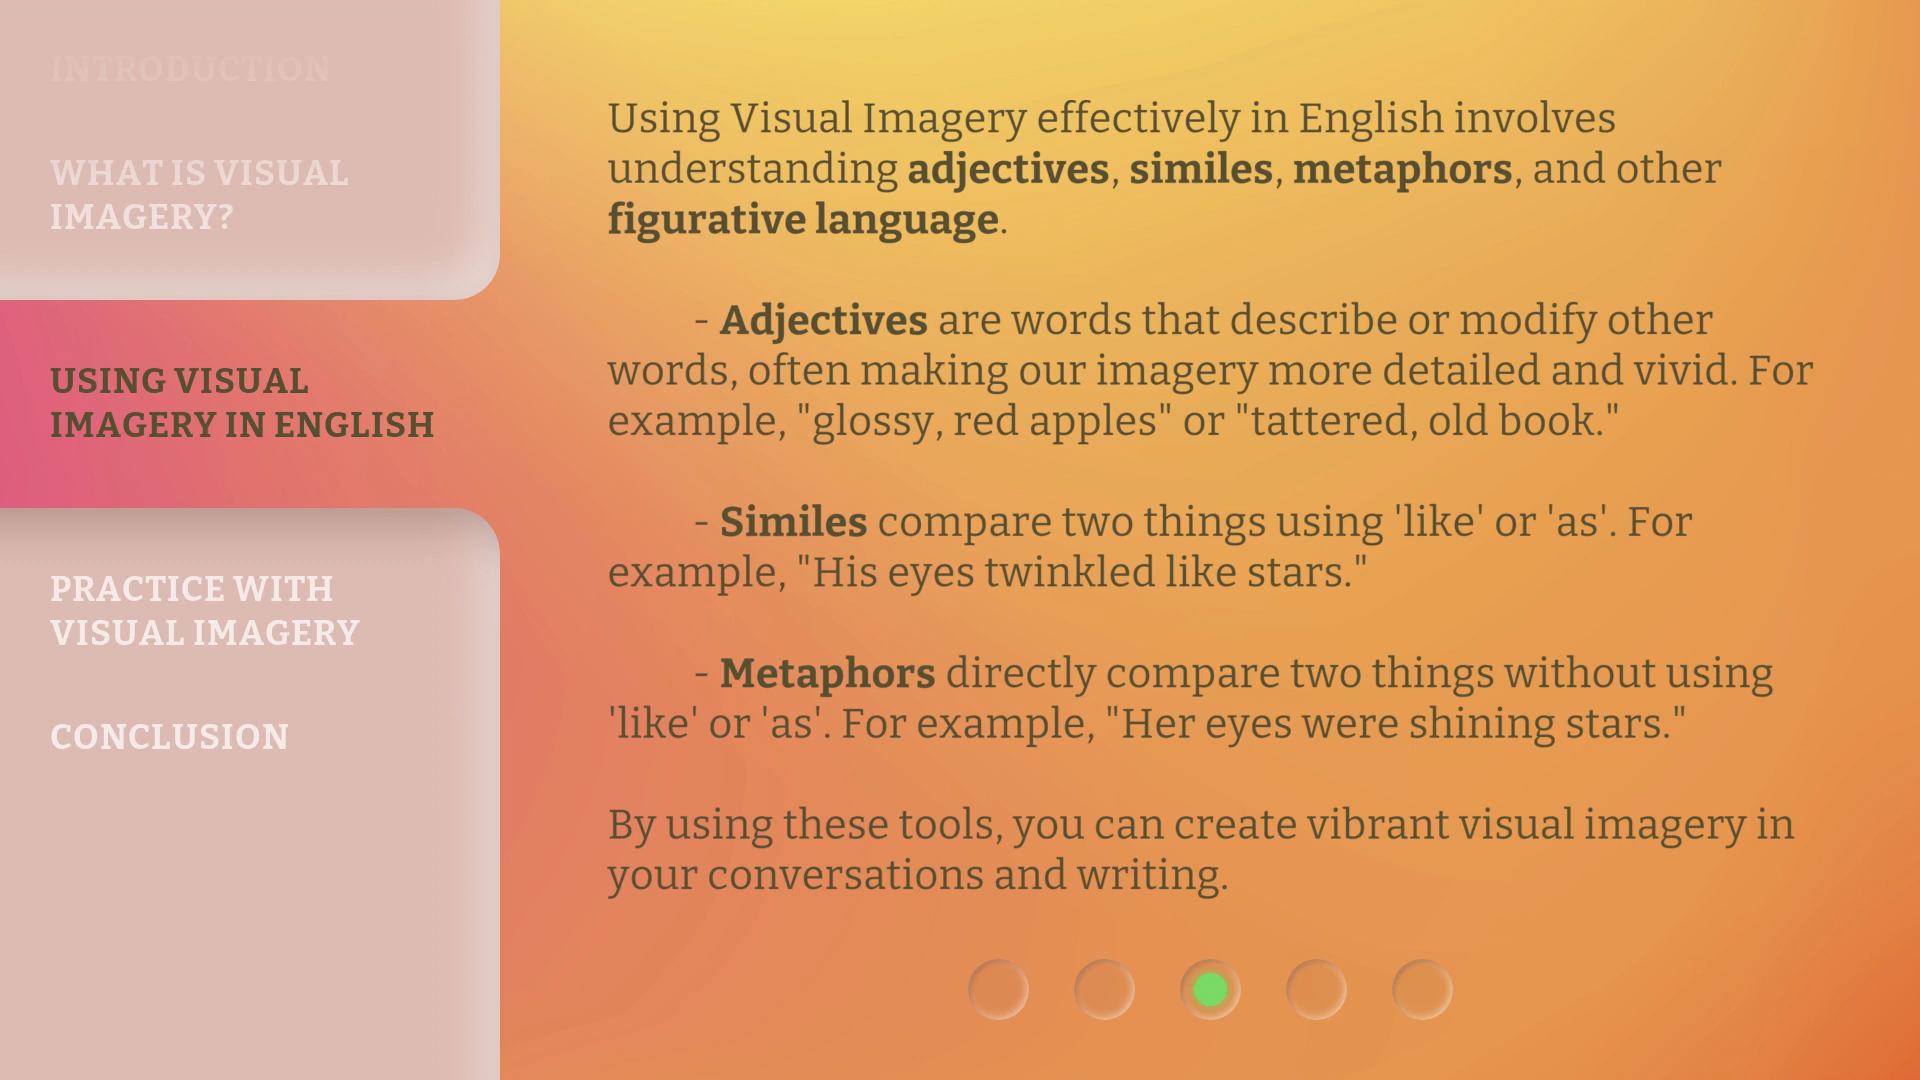 INTRODUCTION
WHAT IS VISUAL
IMAGERY?
USING VISUAL
IMAGERY IN ENGLISH
PRACTICE WITH
VISUAL IMAGERY
CONCLUSION
Using Visual Imagery effectively in English involves
understanding adjectives, similes, metaphors, and other
figurative language.
- Adjectives are words that describe or modify other
words, often making our imagery more detailed and vivid. For
example, "glossy, red apples" or "tattered, old book."
- Similes compare two things using 'like' or 'as'. For
example, "His eyes twinkled like stars."
- Metaphors directly compare two things without using
'like' or 'as'. For example, "Her eyes were shining stars."
By using these tools, you can create vibrant visual imagery in
your conversations and writing.